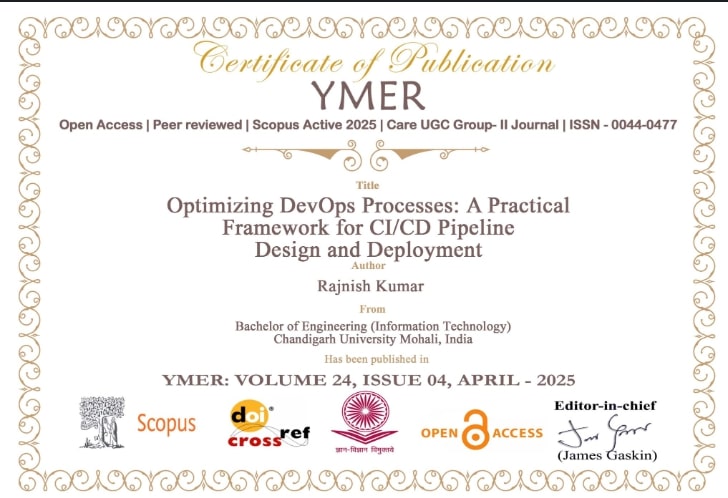 Certificate of Publication
YMER
Open Access | Peer reviewed | Scopus Active 2025 | Care UGC Group- II Journal | ISSN - 0044-0477
Title
Optimizing DevOps Processes: A Practical
Framework for CI/CD Pipeline
Design and Deployment
Author
Rajnish Kumar
From
Bachelor of Engineering (Information Technology)
Chandigarh University Mohali, India
Has been published in
YMER: VOLUME 24, ISSUE 04, APRIL - 2025
Scopus
doi®
crossref
ज्ञान-विज्ञान विमुक्तये
OPEN ACCESS
Editor-in-chief
(James Gaskin)